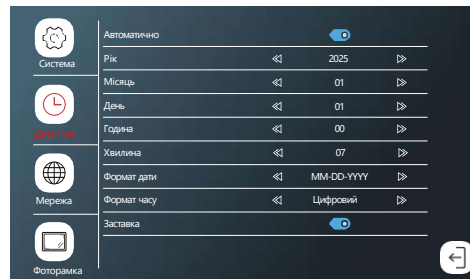 Система
Дата і час
Мережа
Фоторамка
Автоматично
Рік 2025
Місяць 01
День 01
Година 00
Хвилина 07
Формат дати MM-DD-YYYY
Формат часу Цифровий
Заставка